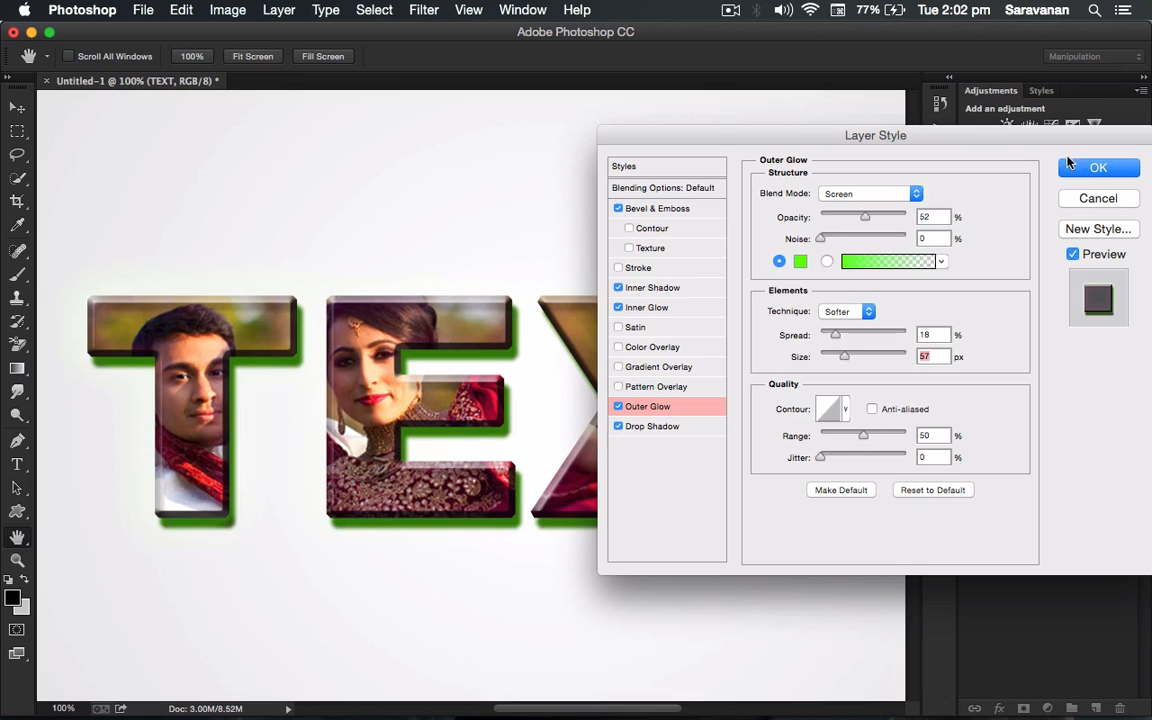 Photoshop File Edit Image Layer Type Select Filter View Window Help 77% Tue 2:02 pm Saravanan
Adobe Photoshop CC
Scroll All Windows 100% Fit Screen Fill Screen Manipulation
× Untitled-1 @ 100% (TEXT, RGB/8) *
Adjustments Styles
Add an adjustment
Layer Style
Styles
Blending Options: Default
Bevel & Emboss
Contour
Texture
Stroke
Inner Shadow
Inner Glow
Satin
Color Overlay
Gradient Overlay
Pattern Overlay
Outer Glow
Drop Shadow
Outer Glow
Structure
Blend Mode: Screen
Opacity: 52 %
Noise: 0 %
Elements
Technique: Softer
Spread: 18 %
Size: 57 px
Quality
Contour: Anti-aliased
Range: 50 %
Jitter: 0 %
Make Default Reset to Default
OK
Cancel
New Style...
Preview
TEX
100% Doc: 3.00M/8.52M